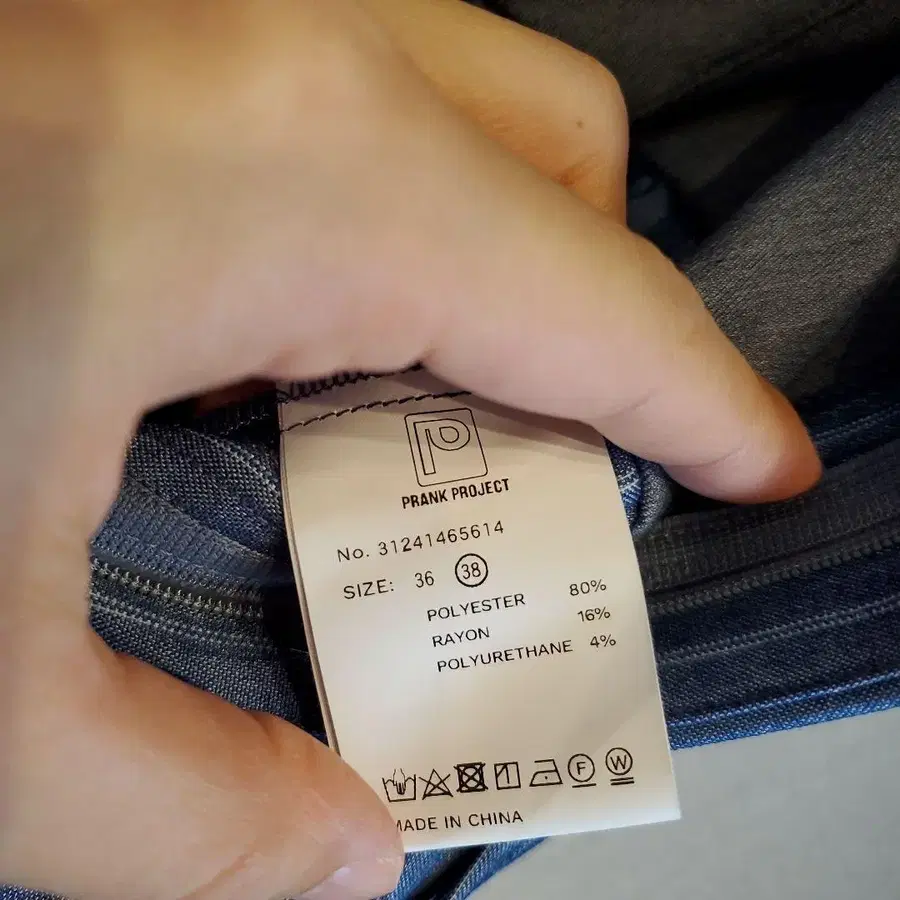 PRANK PROJECT
No. 31241465614
SIZE: 36 38
POLYESTER 80%
RAYON 16%
POLYURETHANE 4%
F W
MADE IN CHINA